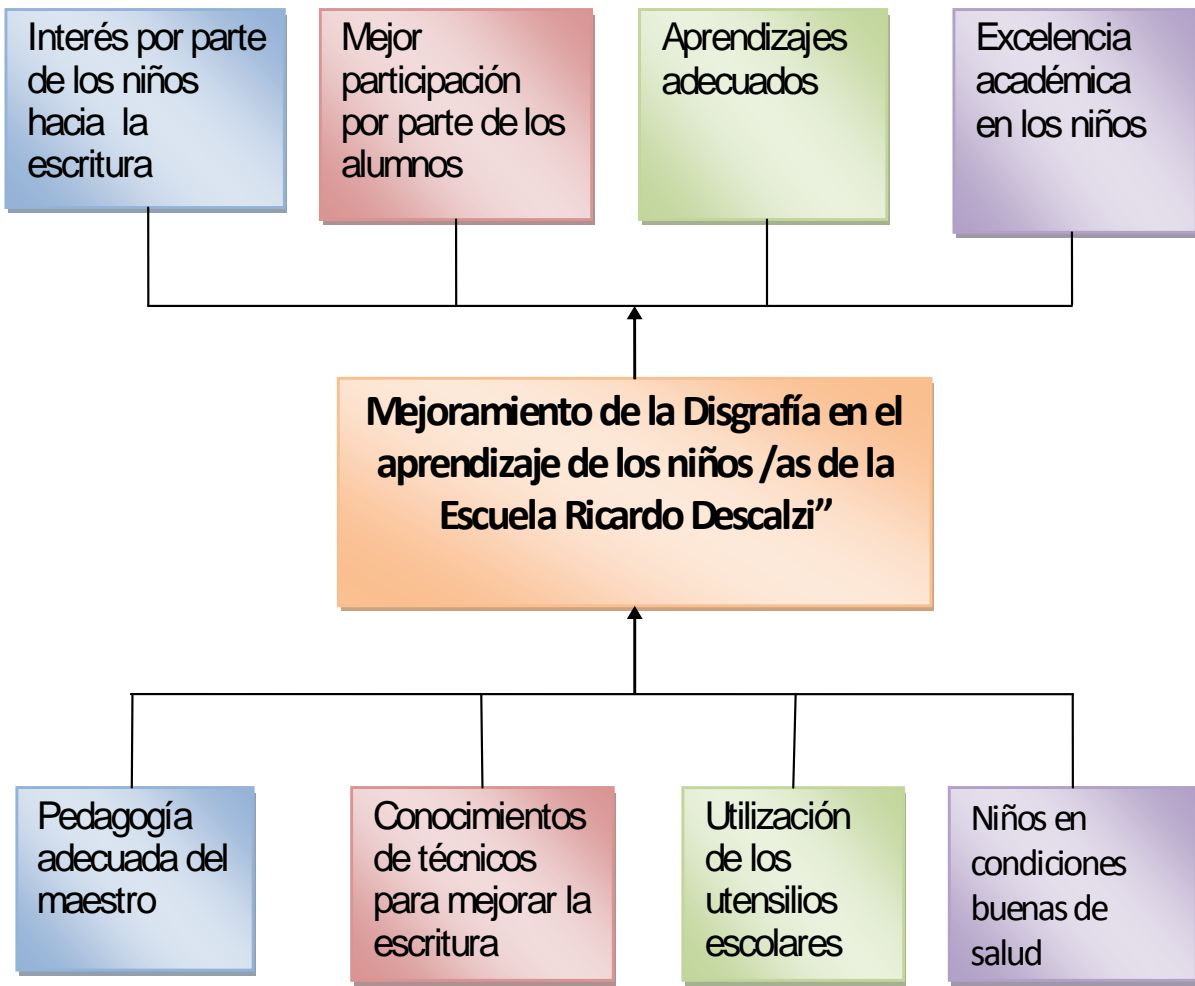 Interés por parte
de los niños
hacia la
escritura
Mejor
participación
por parte de los
alumnos
Aprendizajes
adecuados
Excelencia
académica
en los niños
Mejoramiento de la Disgrafía en el
aprendizaje de los niños /as de la
Escuela Ricardo Descalzi”
Pedagogía
adecuada del
maestro
Conocimientos
de técnicos
para mejorar la
escritura
Utilización
de los
utensilios
escolares
Niños en
condiciones
buenas de
salud